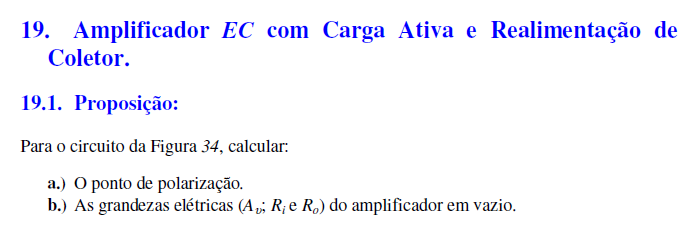 19. Amplificador EC com Carga Ativa e Realimentação de
Coletor.
19.1. Proposição:
Para o circuito da Figura 34, calcular:
a.) O ponto de polarização.
b.) As grandezas elétricas (Av; Ri e Ro) do amplificador em vazio.